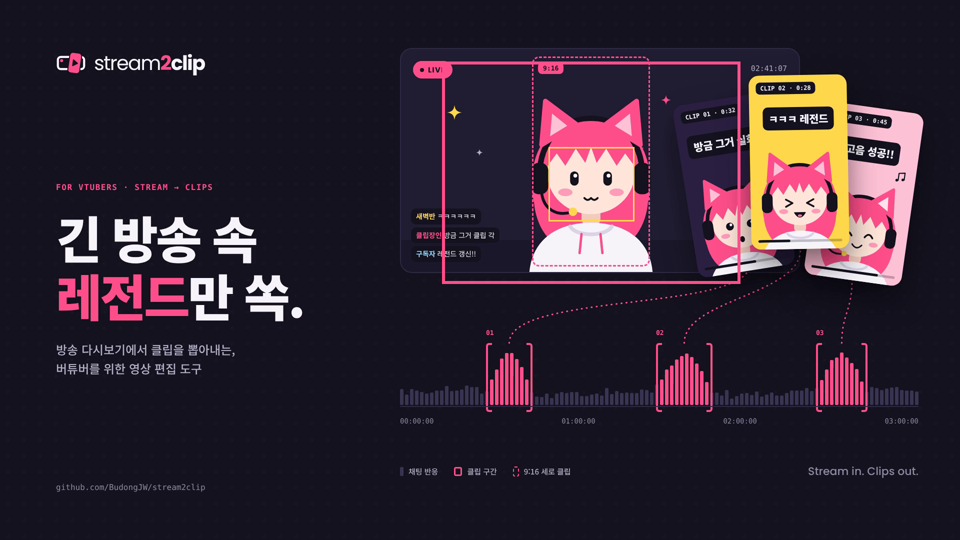 stream2clip
FOR VTUBERS · STREAM → CLIPS
긴 방송 속
레전드만 쏙.
방송 다시보기에서 클립을 뽑아내는,
버튜버를 위한 영상 편집 도구
github.com/BudongJW/stream2clip
LIVE
9:16
02:41:07
새벽반 ㅋㅋㅋㅋㅋㅋ
클립장인 방금 그거 클립 각
구독자 레전드 갱신!!
CLIP 01 · 0:32
방금 그거
CLIP 02 · 0:28
ㅋㅋㅋ 레전드
03 · 0:45
고음 성공!!
01
02
03
00:00:00
01:00:00
02:00:00
03:00:00
채팅 반응
클립 구간
9:16 세로 클립
Stream in. Clips out.